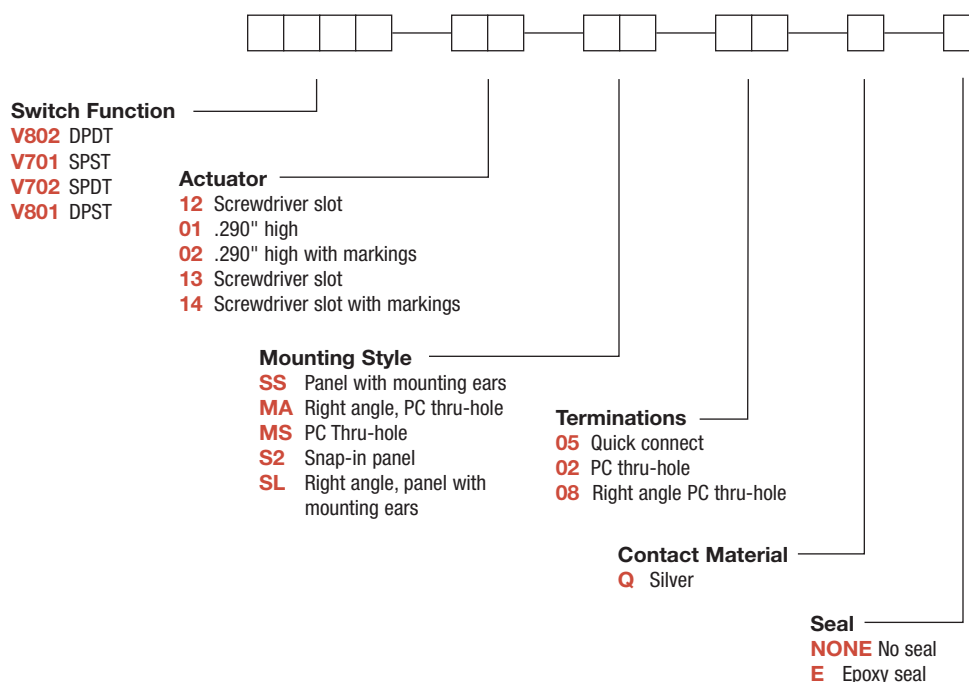 Switch Function
V802 DPDT
V701 SPST
V702 SPDT
V801 DPST
Actuator
12 Screwdriver slot
01 .290" high
02 .290" high with markings
13 Screwdriver slot
14 Screwdriver slot with markings
Mounting Style
SS Panel with mounting ears
MA Right angle, PC thru-hole
MS PC Thru-hole
S2 Snap-in panel
SL Right angle, panel with
mounting ears
Terminations
05 Quick connect
02 PC thru-hole
08 Right angle PC thru-hole
Contact Material
Q Silver
Seal
NONE No seal
E Epoxy seal